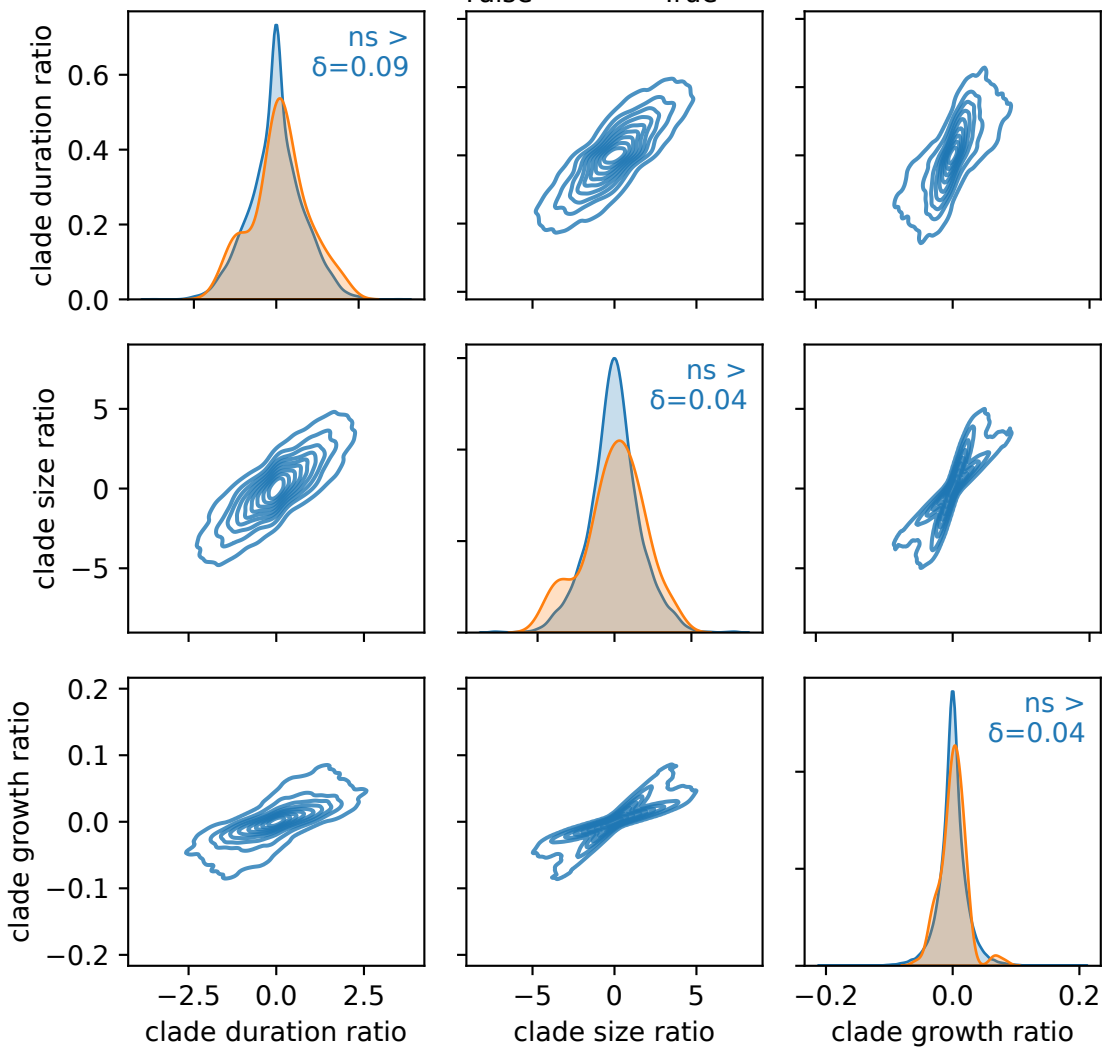 raise True
clade duration ratio
0.6
0.4
0.2
0.0
ns >
δ=0.09
clade size ratio
5
0
−5
ns >
δ=0.04
clade growth ratio
0.2
0.1
0.0
−0.1
−0.2
ns >
δ=0.04
−2.5 0.0 2.5
−5 0 5
−0.2 0.0 0.2
clade duration ratio
clade size ratio
clade growth ratio